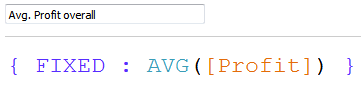 Avg. Profit overall
{ FIXED : AVG([Profit]) }